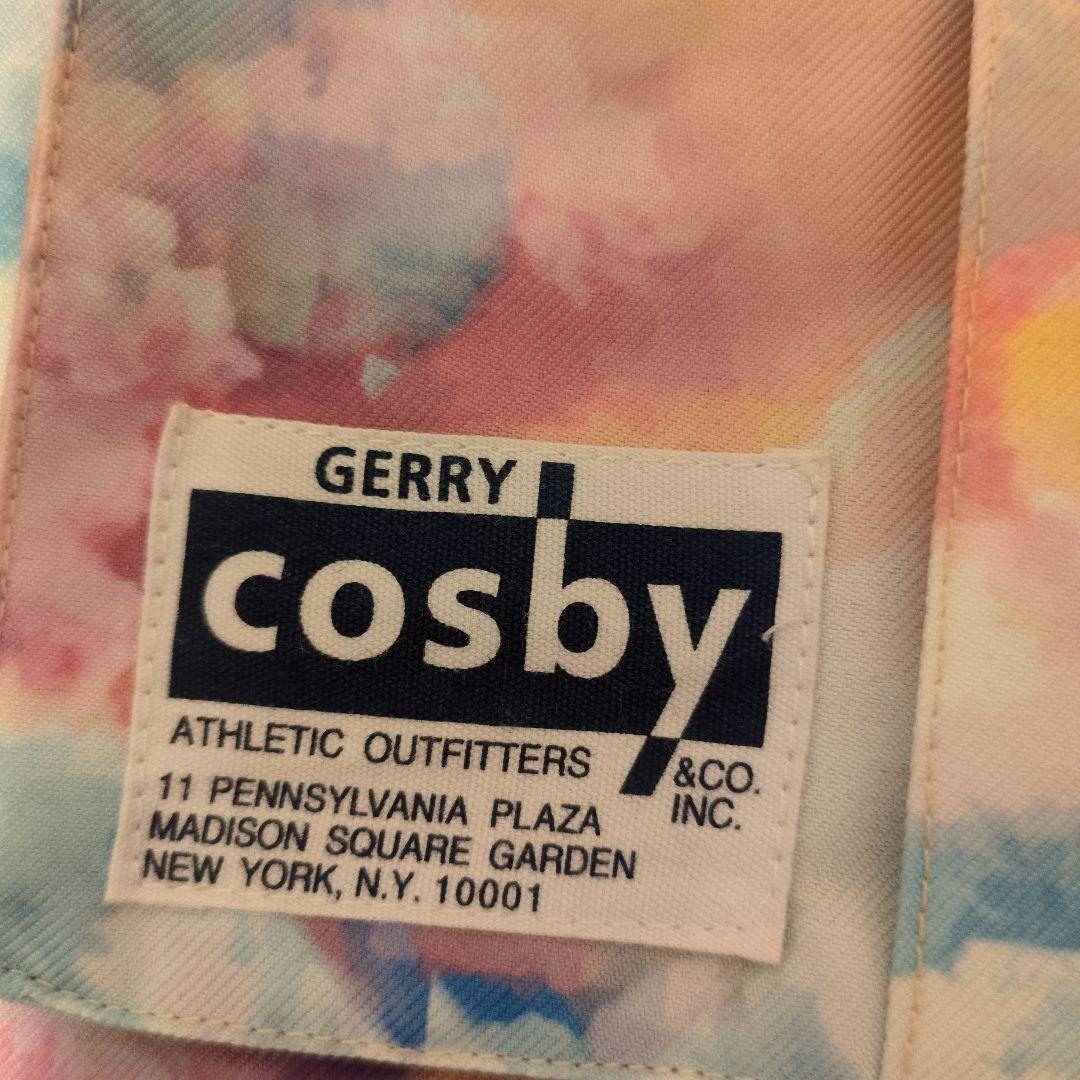 GERRY
cosby
ATHLETIC OUTFITTERS
&CO.
INC.
11 PENNSYLVANIA PLAZA
MADISON SQUARE GARDEN
NEW YORK, N.Y. 10001